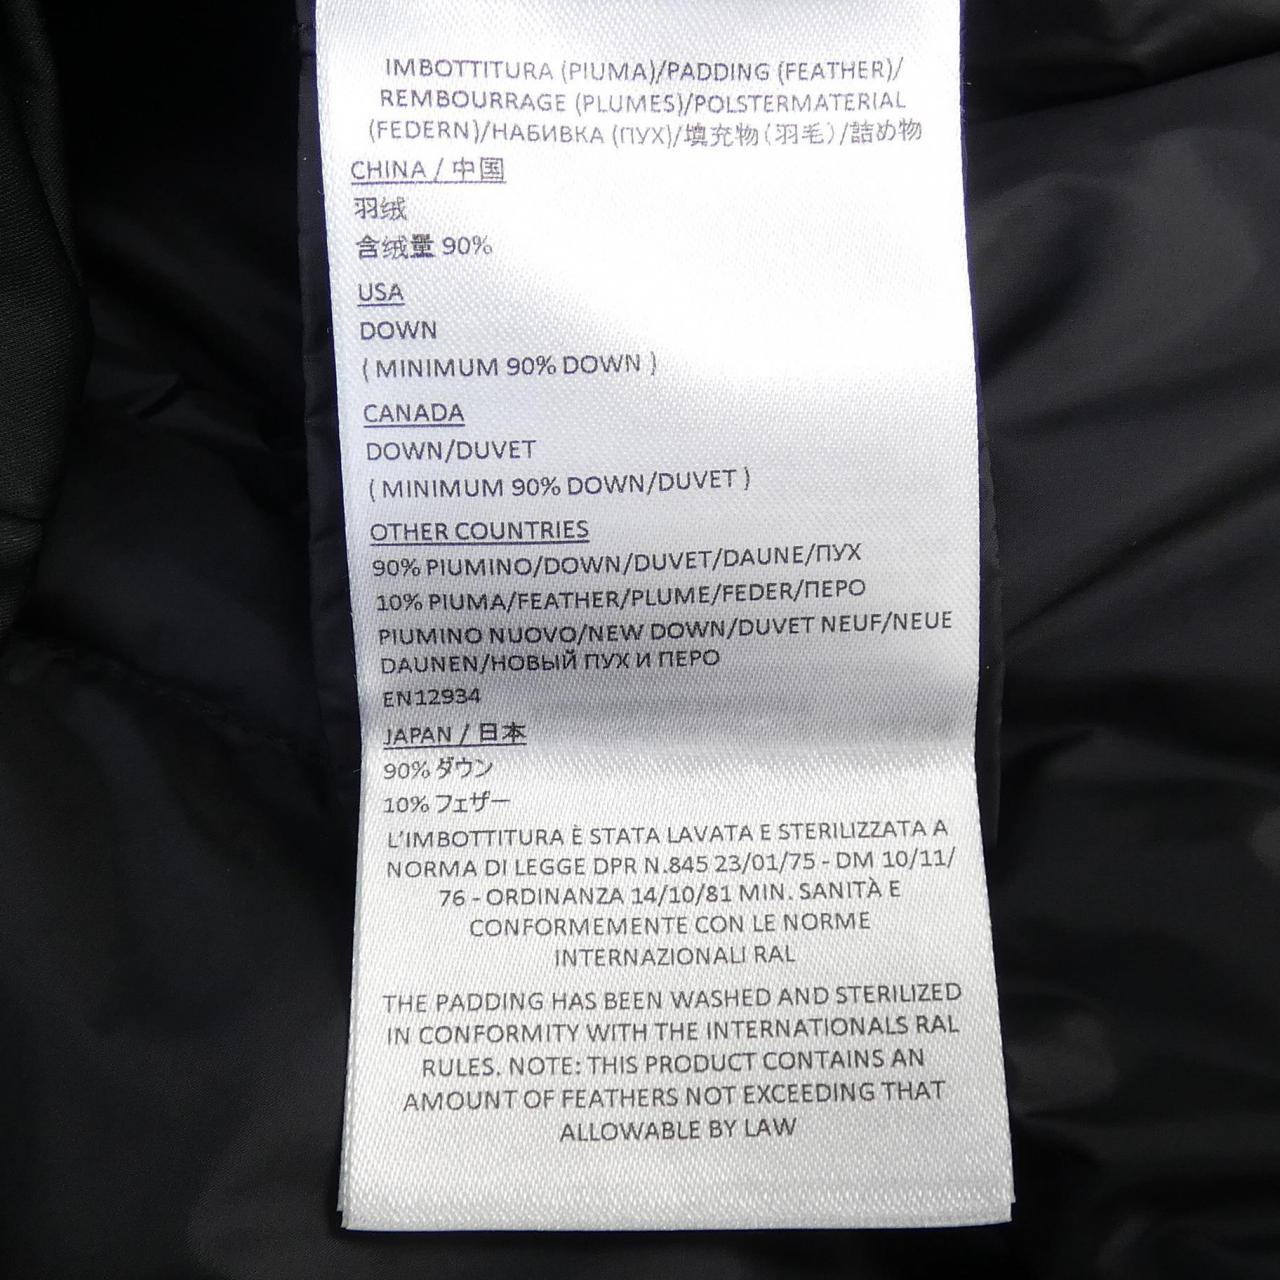 IMBOTTITURA (PIUMA)/PADDING (FEATHER)/
REMBOURRAGE (PLUMES)/POLSTERMATERIAL
(FEDERN)/НАБИВКА (ПУХ)/填充物(羽毛)/詰め物
CHINA / 中国
羽绒
含绒量 90%
USA
DOWN
( MINIMUM 90% DOWN )
CANADA
DOWN/DUVET
( MINIMUM 90% DOWN/DUVET )
OTHER COUNTRIES
90% PIUMINO/DOWN/DUVET/DAUNE/ПУХ
10% PIUMA/FEATHER/PLUME/FEDER/ПЕРО
PIUMINO NUOVO/NEW DOWN/DUVET NEUF/NEUE
DAUNEN/НОВЫЙ ПУХ И ПЕРО
EN12934
JAPAN / 日本
90% ダウン
10% フェザー
L'IMBOTTITURA È STATA LAVATA E STERILIZZATA A
NORMA DI LEGGE DPR N.845 23/01/75 - DM 10/11/
76 - ORDINANZA 14/10/81 MIN. SANITÀ E
CONFORMEMENTE CON LE NORME
INTERNAZIONALI RAL
THE PADDING HAS BEEN WASHED AND STERILIZED
IN CONFORMITY WITH THE INTERNATIONALS RAL
RULES. NOTE: THIS PRODUCT CONTAINS AN
AMOUNT OF FEATHERS NOT EXCEEDING THAT
ALLOWABLE BY LAW